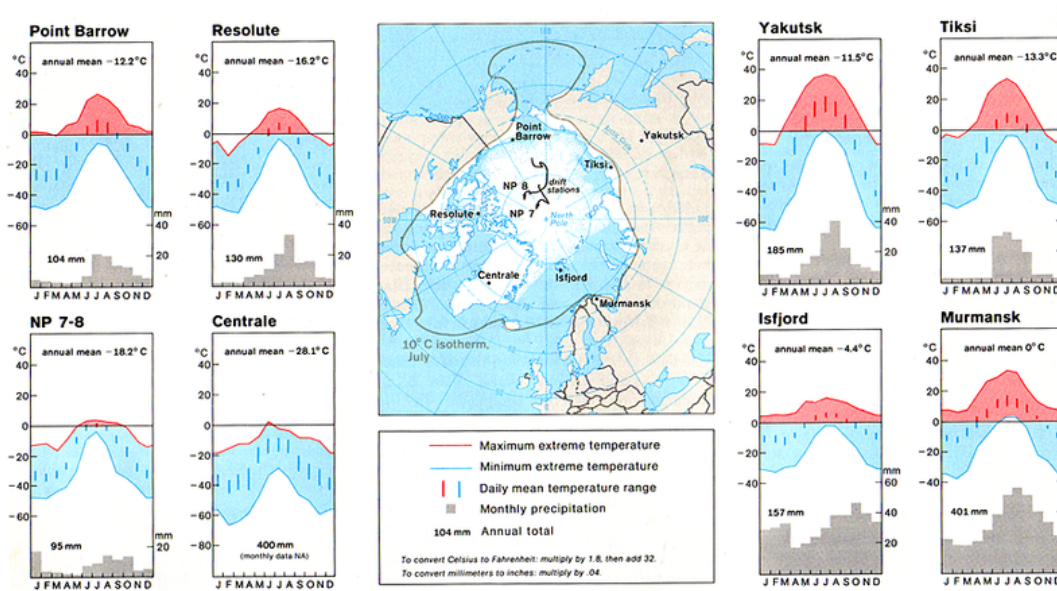 Point Barrow
°C
annual mean −12.2°C
40
20
0
−20
−40
−60
mm
40
20
104 mm
J F M A M J J A S O N D
Resolute
°C
annual mean −16.2°C
40
20
0
−20
−40
−60
mm
40
20
130 mm
J F M A M J J A S O N D
NP 7-8
°C
annual mean −18.2°C
40
20
0
−20
−40
−60
mm
20
95 mm
J F M A M J J A S O N D
Centrale
°C
annual mean −28.1°C
40
20
0
−20
−40
−60
−80
400 mm
(monthly data NA)
J F M A M J J A S O N D
180
Point
Barrow
Arctic Circle
Yakutsk
Tiksi
NP 8
drift
stations
NP 7
Resolute
North
Pole
90W
90E
Centrale
Isfjord
Murmansk
10° C isotherm,
July
Maximum extreme temperature
Minimum extreme temperature
Daily mean temperature range
Monthly precipitation
104 mm Annual total
To convert Celsius to Fahrenheit: multiply by 1.8, then add 32.
To convert millimeters to inches: multiply by .04.
Yakutsk
°C
annual mean −11.5°C
40
20
0
−20
−40
−60
mm
40
20
185 mm
J F M A M J J A S O N D
Tiksi
°C
annual mean −13.3°C
40
20
0
−20
−40
−60
137 mm
J F M A M J J A S O N D
Isfjord
°C
annual mean −4.4°C
40
20
0
−20
−40
mm
60
40
20
157 mm
J F M A M J J A S O N D
Murmansk
°C
annual mean 0°C
40
20
0
−20
−40
401 mm
J F M A M J J A S O N D